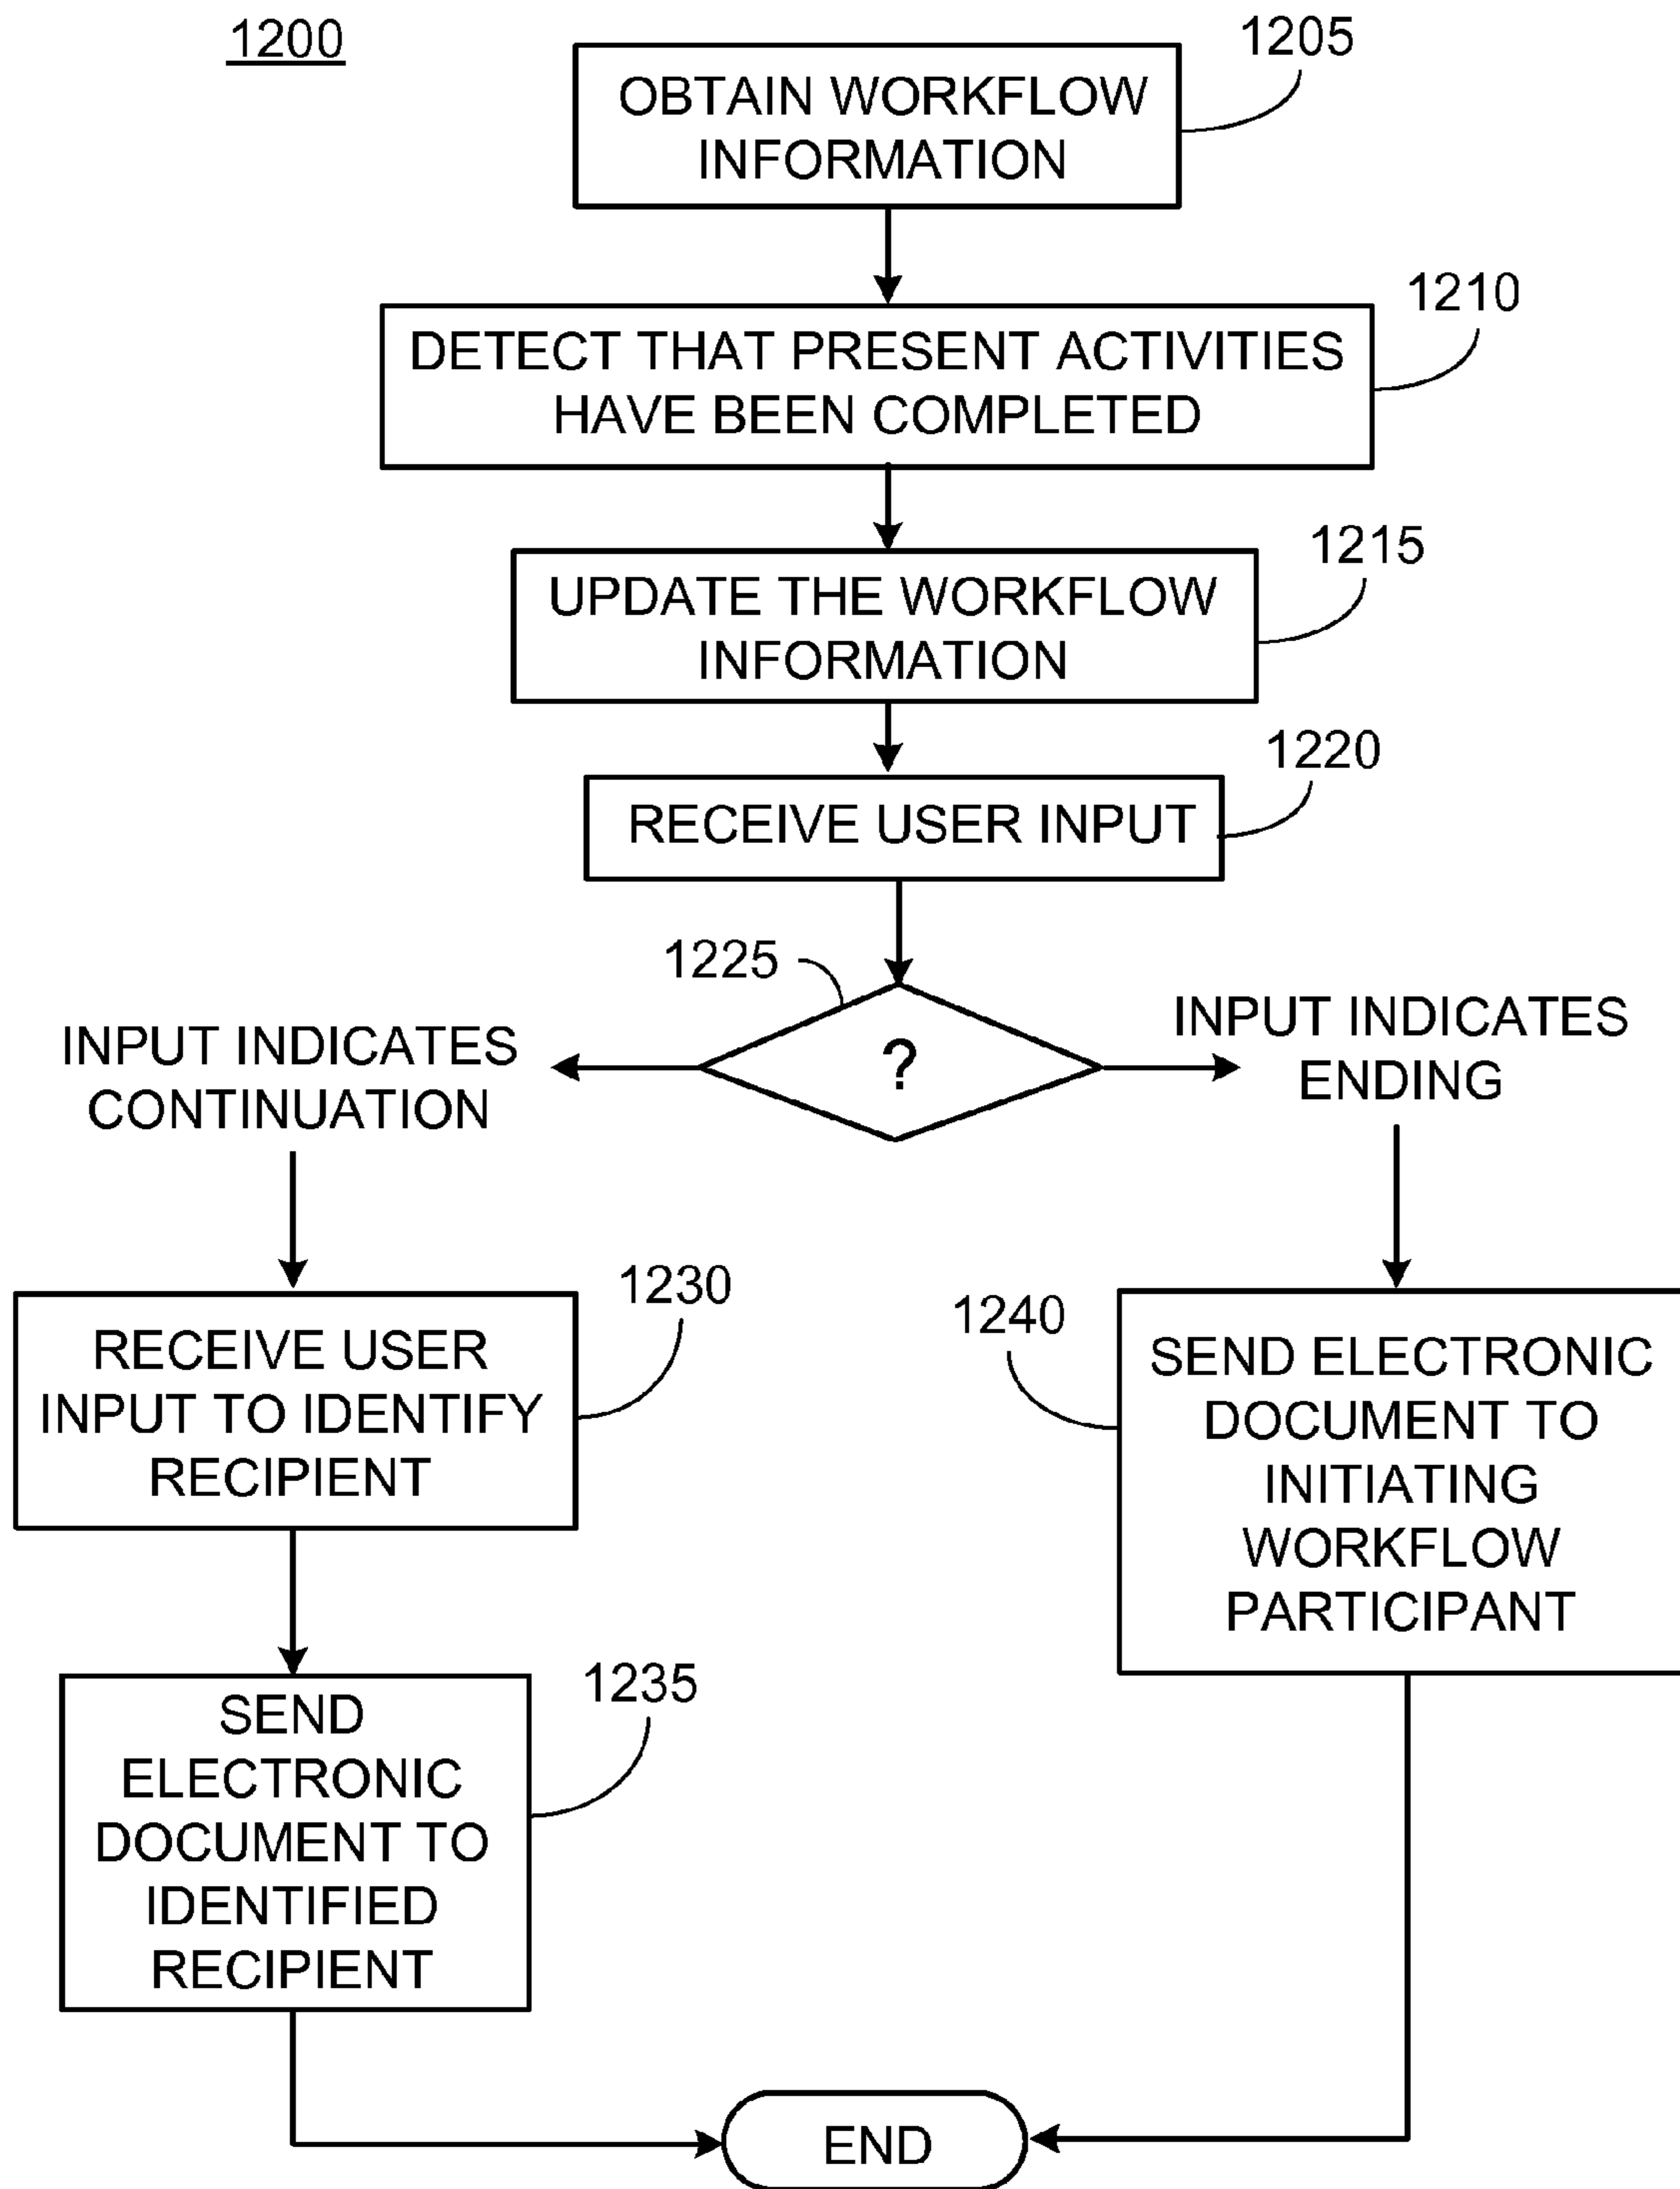 1200
1205
OBTAIN WORKFLOW
INFORMATION
1210
DETECT THAT PRESENT ACTIVITIES
HAVE BEEN COMPLETED
1215
UPDATE THE WORKFLOW
INFORMATION
1220
RECEIVE USER INPUT
1225
?
INPUT INDICATES
CONTINUATION
INPUT INDICATES
ENDING
1230
RECEIVE USER
INPUT TO IDENTIFY
RECIPIENT
1240
SEND ELECTRONIC
DOCUMENT TO
INITIATING
WORKFLOW
PARTICIPANT
1235
SEND
ELECTRONIC
DOCUMENT TO
IDENTIFIED
RECIPIENT
END